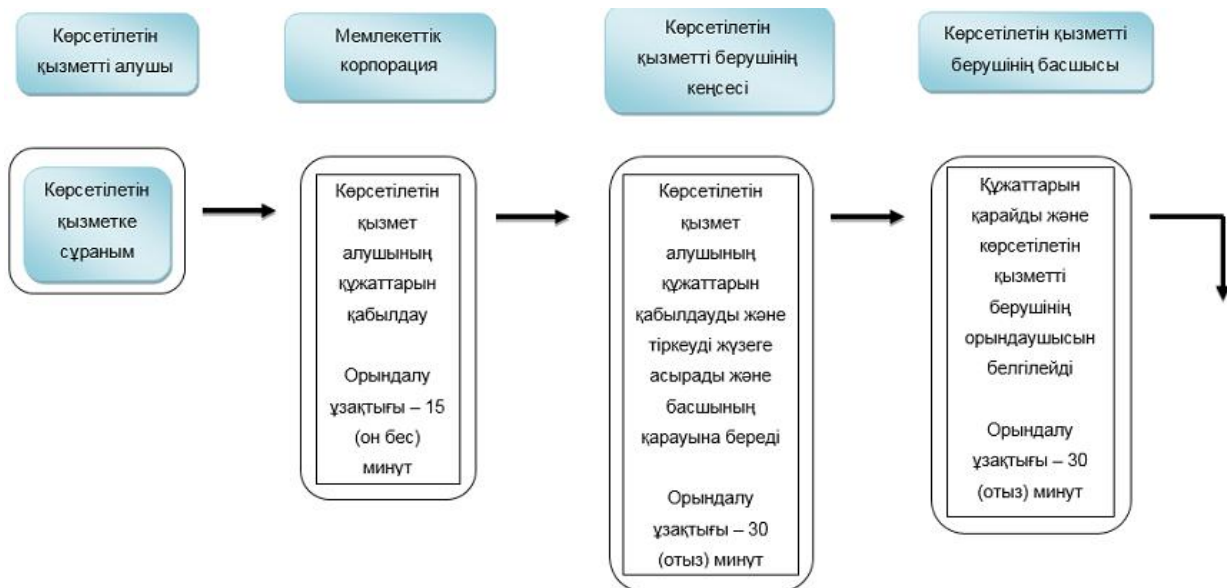 Көрсетілетін
қызметті алушы
Мемлекеттік
корпорация
Көрсетілетін
қызметті берушінің
кеңсесі
Көрсетілетін қызметті
берушінің басшысы
Көрсетілетін
қызметке
сұраным
Көрсетілетін
қызмет
алушының
құжаттарын
қабылдау
Орындалу
ұзақтығы – 15
(он бес)
минут
Көрсетілетін
қызмет
алушының
құжаттарын
қабылдауды және
тіркеуді жүзеге
асырады және
басшының
қарауына береді
Орындалу
ұзақтығы – 30
(отыз) минут
Құжаттарын
қарайды және
көрсетілетін
қызметті
берушінің
орындаушысын
белгілейді
Орындалу
ұзақтығы – 30
(отыз) минут